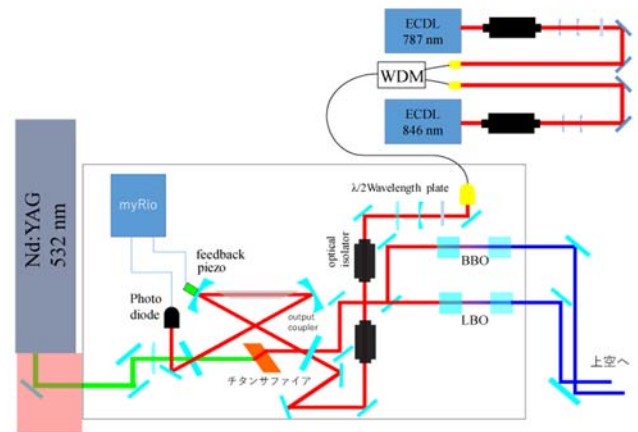 ECDL
787 nm
WDM
ECDL
846 nm
Nd:YAG
532 nm
λ/2Wavelength plate
myRio
feedback
piezo
optical
isolator
Photo
diode
output
coupler
BBO
LBO
チタンサファイア
上空へ